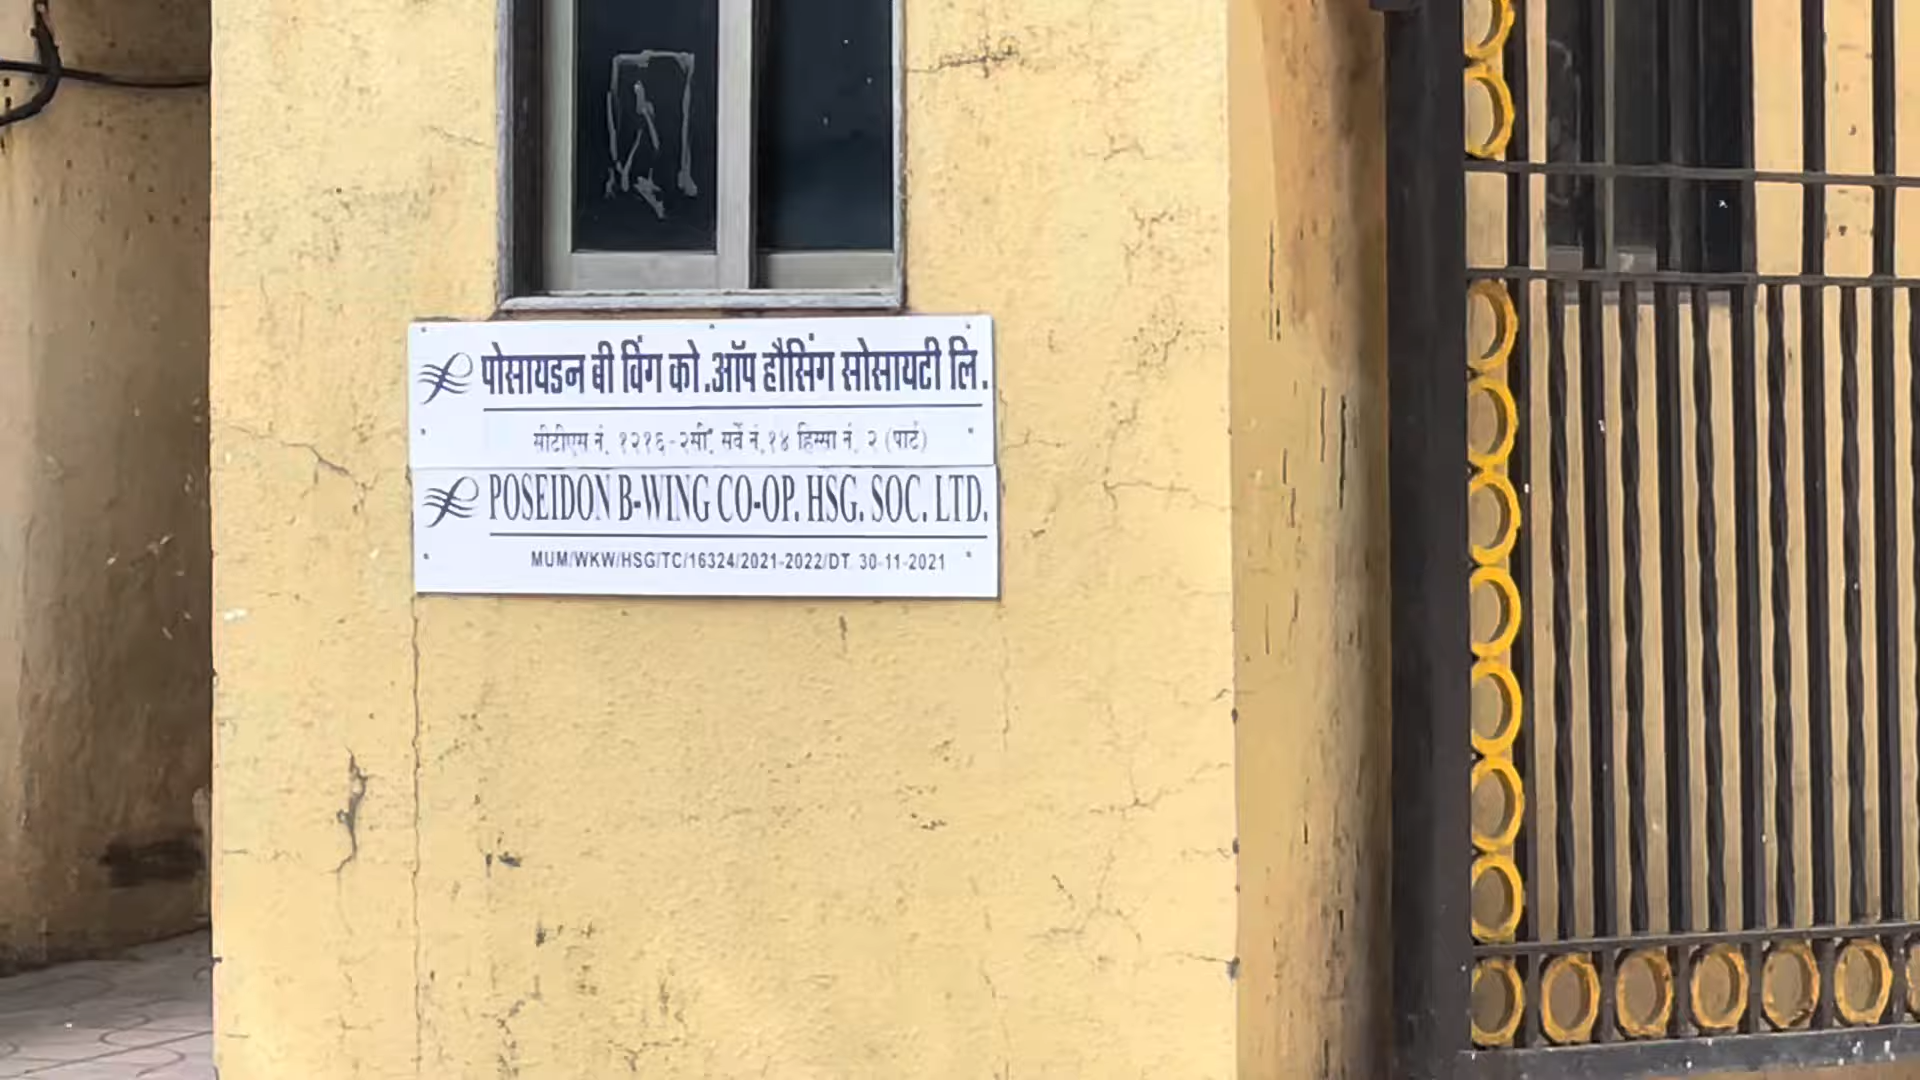 पोसायडन बी विंग को.ऑप हौसिंग सोसायटी लि.
सीटीएस नं. १२१६-२सी, सर्वे नं.१४ हिस्सा नं. २ (पार्ट)
POSEIDON B-WING CO-OP. HSG. SOC. LTD.
MUM/WKW/HSG/TC/16324/2021-2022/DT. 30-11-2021